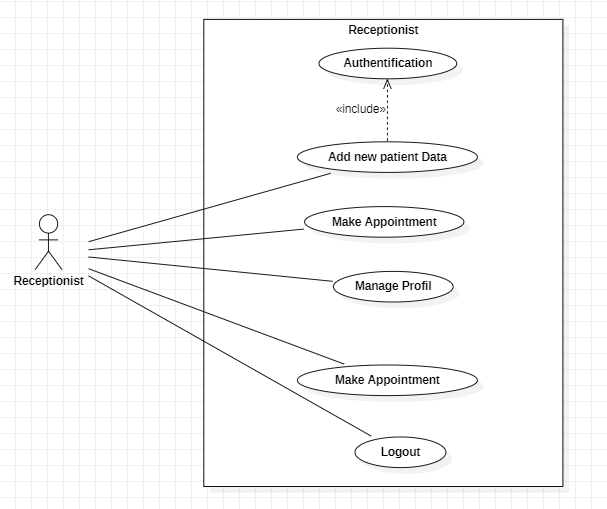 Receptionist
Authentification
«include»
Add new patient Data
Make Appointment
Receptionist
Manage Profil
Make Appointment
Logout